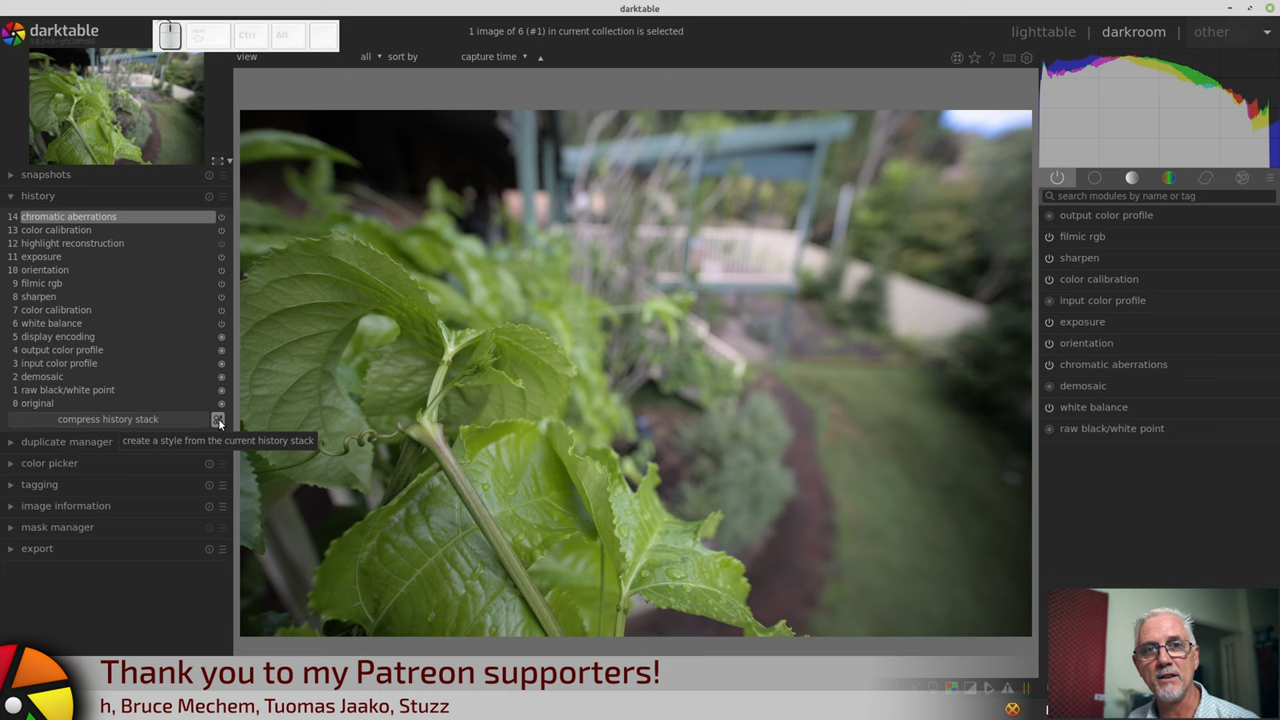 darktable
darktable
Ctrl
Alt
1 image of 6 (#1) in current collection is selected
lighttable | darkroom | other
view
all
sort by
capture time
snapshots
history
14 chromatic aberrations
13 color calibration
12 highlight reconstruction
11 exposure
10 orientation
9 filmic rgb
8 sharpen
7 color calibration
6 white balance
5 display encoding
4 output color profile
3 input color profile
2 demosaic
1 raw black/white point
0 original
compress history stack
duplicate manager
create a style from the current history stack
color picker
tagging
image information
mask manager
export
search modules by name or tag
output color profile
filmic rgb
sharpen
color calibration
input color profile
exposure
orientation
chromatic aberrations
demosaic
white balance
raw black/white point
Thank you to my Patreon supporters!
h, Bruce Mechem, Tuomas Jaako, Stuzz